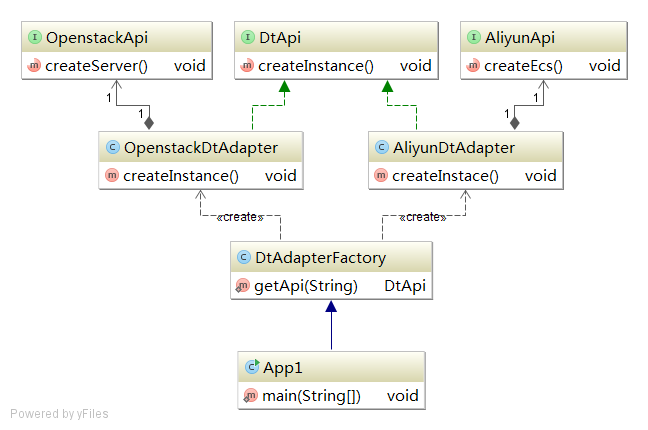 OpenstackApi
createServer() void
DtApi
createInstance() void
AliyunApi
createEcs() void
1
1
1
1
OpenstackDtAdapter
createInstance() void
AliyunDtAdapter
createInstace() void
«create»
«create»
DtAdapterFactory
getApi(String) DtApi
App1
main(String[]) void
Powered by yFiles